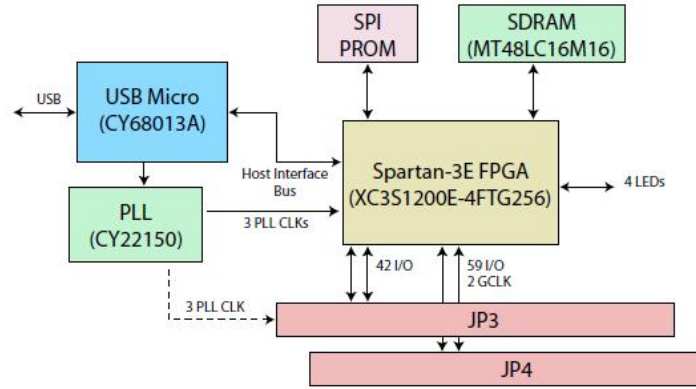 SPI
PROM
SDRAM
(MT48LC16M16)
USB
USB Micro
(CY68013A)
Host Interface
Bus
Spartan-3E FPGA
(XC3S1200E-4FTG256)
4 LEDs
PLL
(CY22150)
3 PLL CLKs
42 I/O
59 I/O
2 GCLK
3 PLL CLK
JP3
JP4